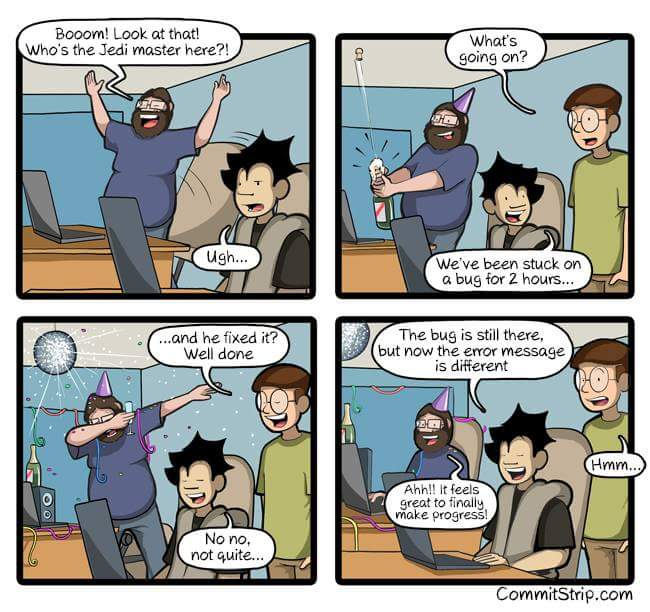 Booom! Look at that!
Who's the Jedi master here?!
Ugh...
What's
going on?
We've been stuck on
a bug for 2 hours...
...and he fixed it?
Well done
No no,
not quite...
The bug is still there,
but now the error message
is different
Hmm...
Ahh!! It feels
great to finally
make progress!
CommitStrip.com